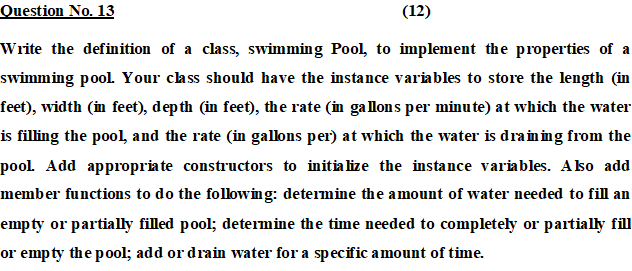 Question No. 13 (12)
Write the definition of a class, swimming Pool, to implement the properties of a
swimming pool. Your class should have the instance variables to store the length (in
feet), width (in feet), depth (in feet), the rate (in gallons per minute) at which the water
is filling the pool, and the rate (in gallons per) at which the water is draining from the
pool. Add appropriate constructors to initialize the instance variables. Also add
member functions to do the following: determine the amount of water needed to fill an
empty or partially filled pool; determine the time needed to completely or partially fill
or empty the pool; add or drain water for a specific amount of time.